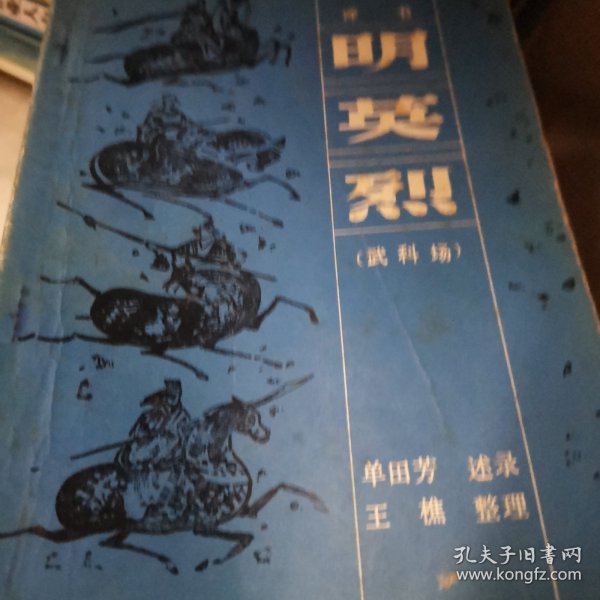 评书
明英烈
（武科场）
单田芳 述录
王樵 整理
孔夫子旧书网
www.kongfz.com